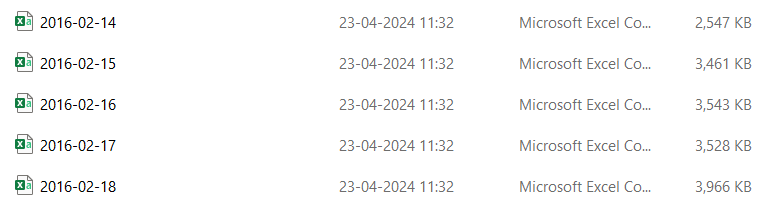 2016-02-14 23-04-2024 11:32 Microsoft Excel Co... 2,547 KB
2016-02-15 23-04-2024 11:32 Microsoft Excel Co... 3,461 KB
2016-02-16 23-04-2024 11:32 Microsoft Excel Co... 3,543 KB
2016-02-17 23-04-2024 11:32 Microsoft Excel Co... 3,528 KB
2016-02-18 23-04-2024 11:32 Microsoft Excel Co... 3,966 KB